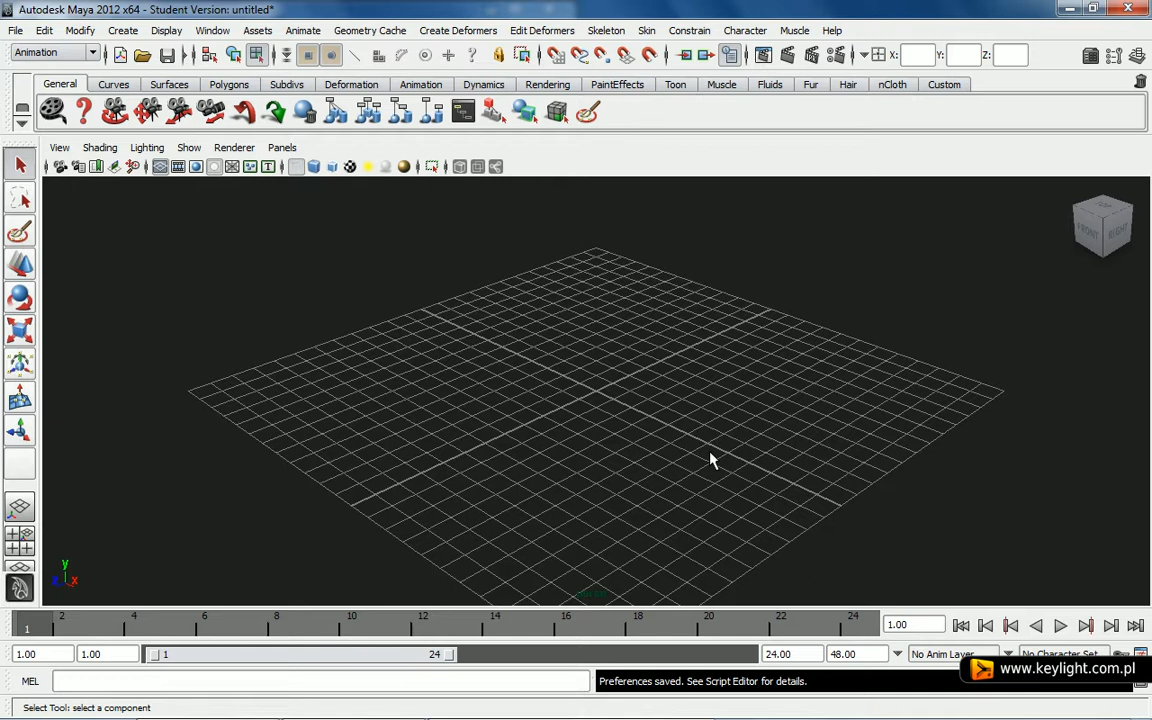 Autodesk Maya 2012 x64 - Student Version: untitled*
File Edit Modify Create Display Window Assets Animate Geometry Cache Create Deformers Edit Deformers Skeleton Skin Constrain Character Muscle Help
Animation X: Y: Z:
General Curves Surfaces Polygons Subdivs Deformation Animation Dynamics Rendering PaintEffects Toon Muscle Fluids Fur Hair nCloth Custom
View Shading Lighting Show Renderer Panels
FRONT RIGHT
y
x
2 4 6 8 10 12 14 16 18 20 22 24
1 1.00
1.00 1.00 1 24 24.00 48.00 No Anim Layer No Character Set
www.keylight.com.pl
MEL Preferences saved. See Script Editor for details.
Select Tool: select a component